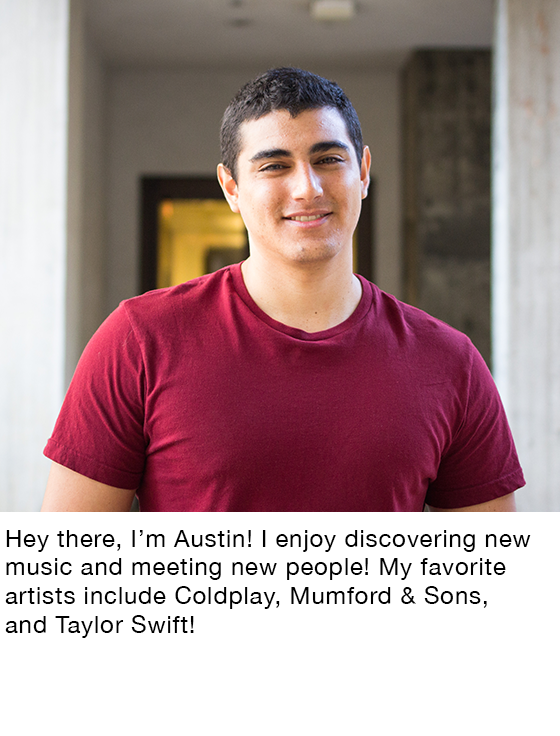 Hey there, I’m Austin! I enjoy discovering new
music and meeting new people! My favorite
artists include Coldplay, Mumford & Sons,
and Taylor Swift!